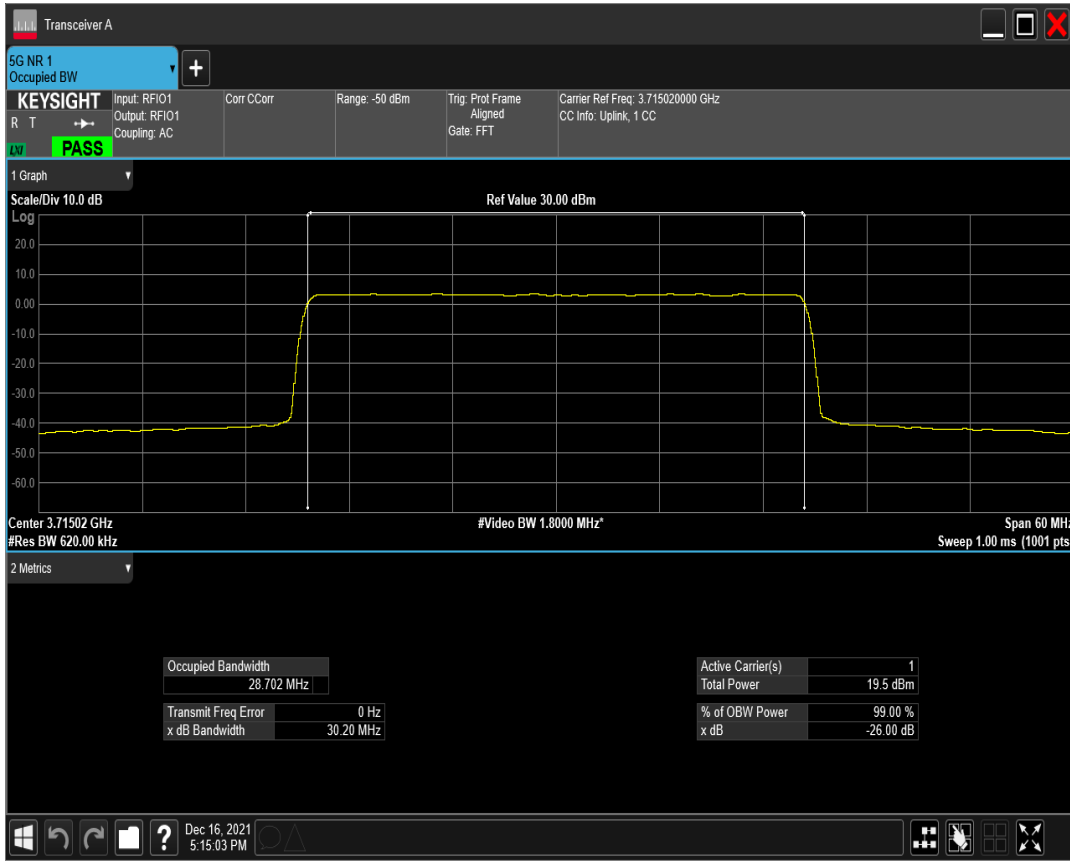 Transceiver A
5G NR 1
Occupied BW
+
KEYSIGHT
R T
LXI
PASS
Input: RFIO1
Output: RFIO1
Coupling: AC
Corr CCorr
Range: -50 dBm
Trig: Prot Frame
Aligned
Gate: FFT
Carrier Ref Freq: 3.715020000 GHz
CC Info: Uplink, 1 CC
1 Graph
Scale/Div 10.0 dB
Ref Value 30.00 dBm
Log
20.0
10.0
0.00
-10.0
-20.0
-30.0
-40.0
-50.0
-60.0
Center 3.71502 GHz
#Video BW 1.8000 MHz*
Span 60 MHz
#Res BW 620.00 kHz
Sweep 1.00 ms (1001 pts
2 Metrics
Occupied Bandwidth
28.702 MHz
Transmit Freq Error 0 Hz
x dB Bandwidth 30.20 MHz
Active Carrier(s) 1
Total Power 19.5 dBm
% of OBW Power 99.00 %
x dB -26.00 dB
?
Dec 16, 2021
5:15:03 PM